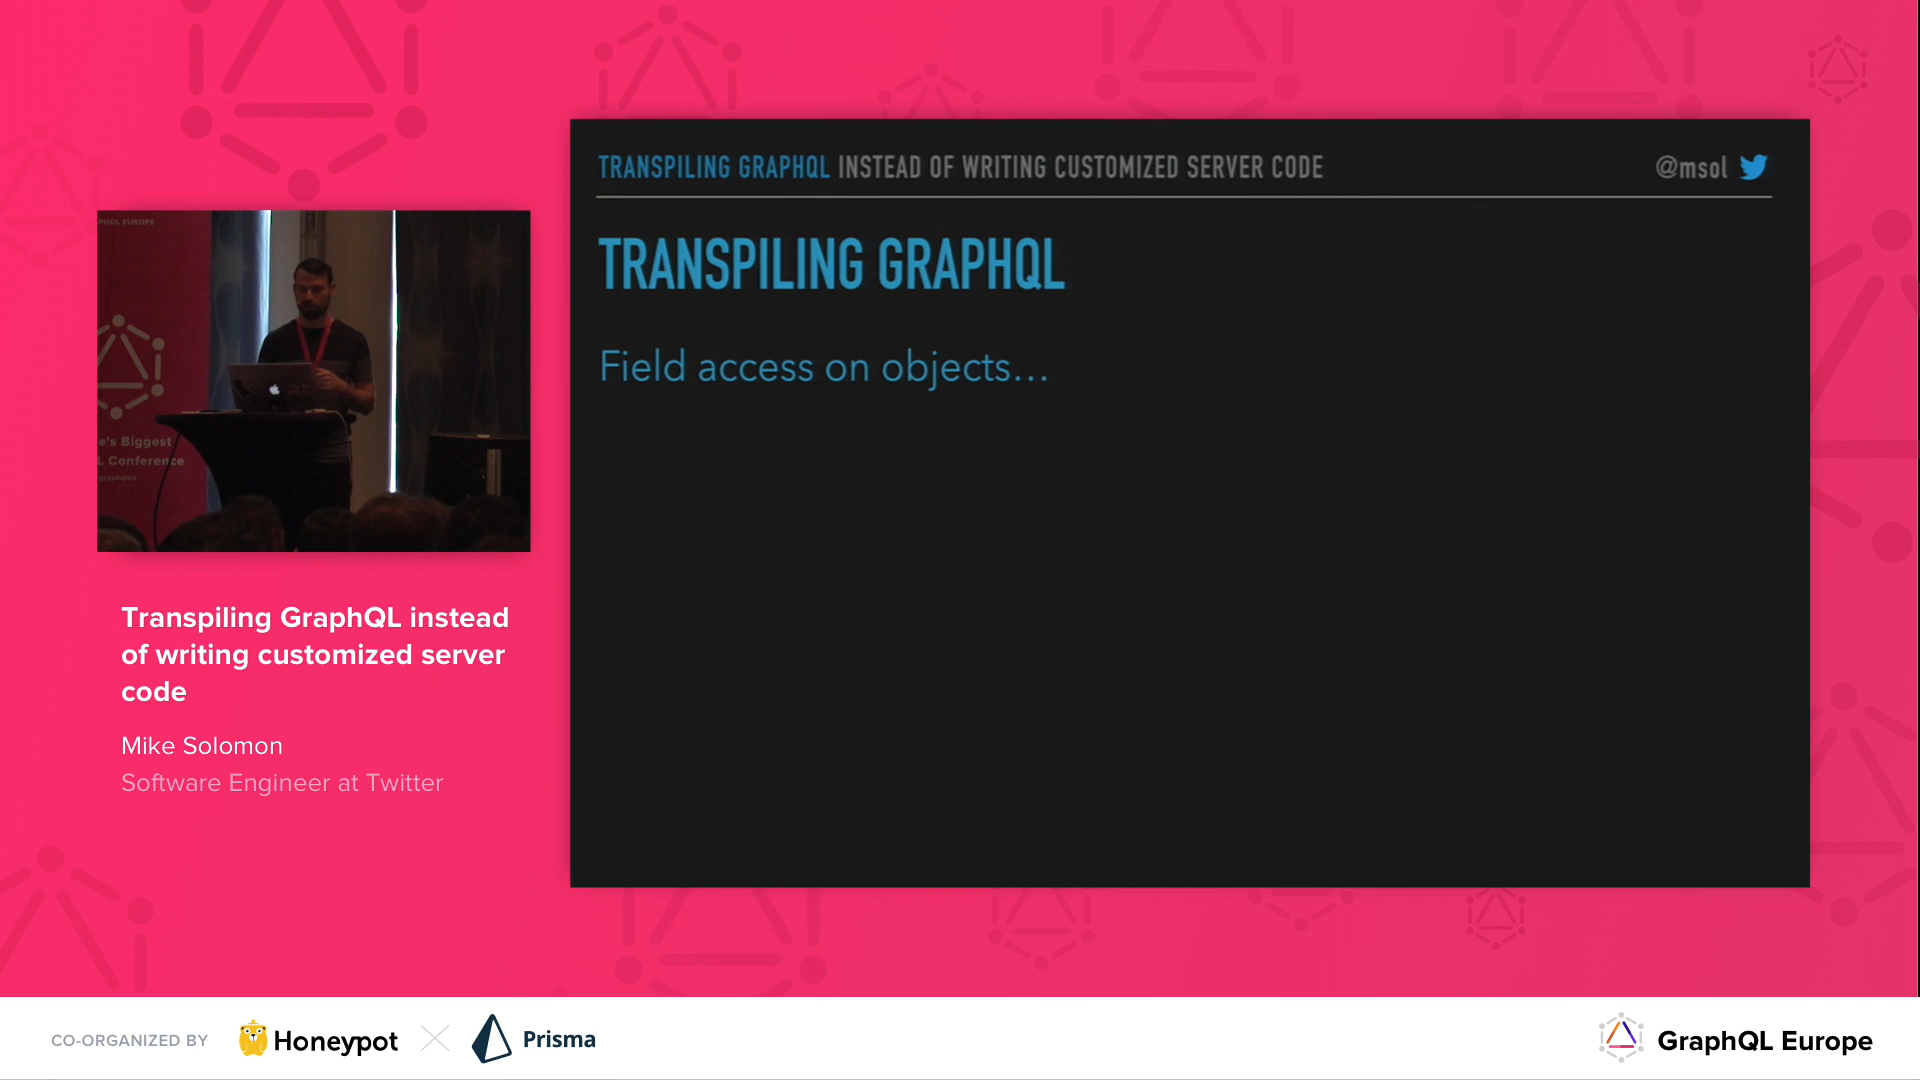 TRANSPILING GRAPHQL INSTEAD OF WRITING CUSTOMIZED SERVER CODE
@msol
TRANSPILING GRAPHQL
Field access on objects...
PHQL EUROPE
e's Biggest
L Conference
Transpiling GraphQL instead
of writing customized server
code
Mike Solomon
Software Engineer at Twitter
CO-ORGANIZED BY
Honeypot
Prisma
GraphQL Europe